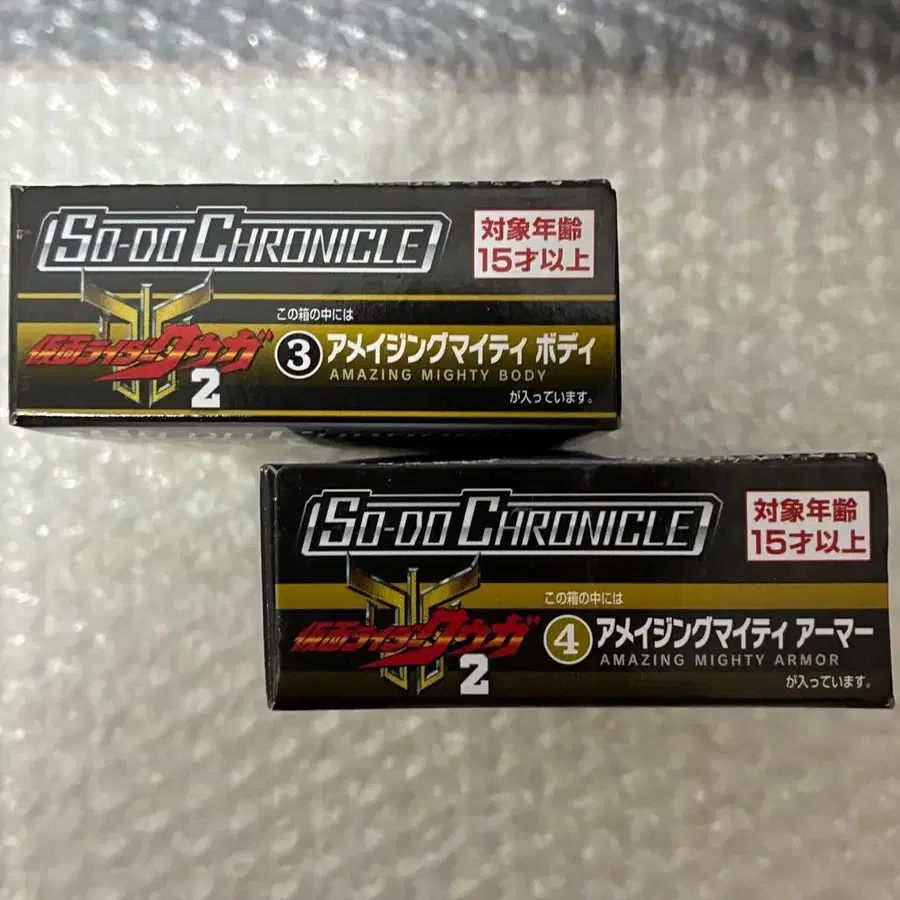 SO-DO CHRONICLE
対象年齢
15才以上
この箱の中には
仮面ライダークウガ
2
③ アメイジングマイティ ボディ
AMAZING MIGHTY BODY
が入っています。
SO-DO CHRONICLE
対象年齢
15才以上
この箱の中には
仮面ライダークウガ
2
④ アメイジングマイティ アーマー
AMAZING MIGHTY ARMOR
が入っています。